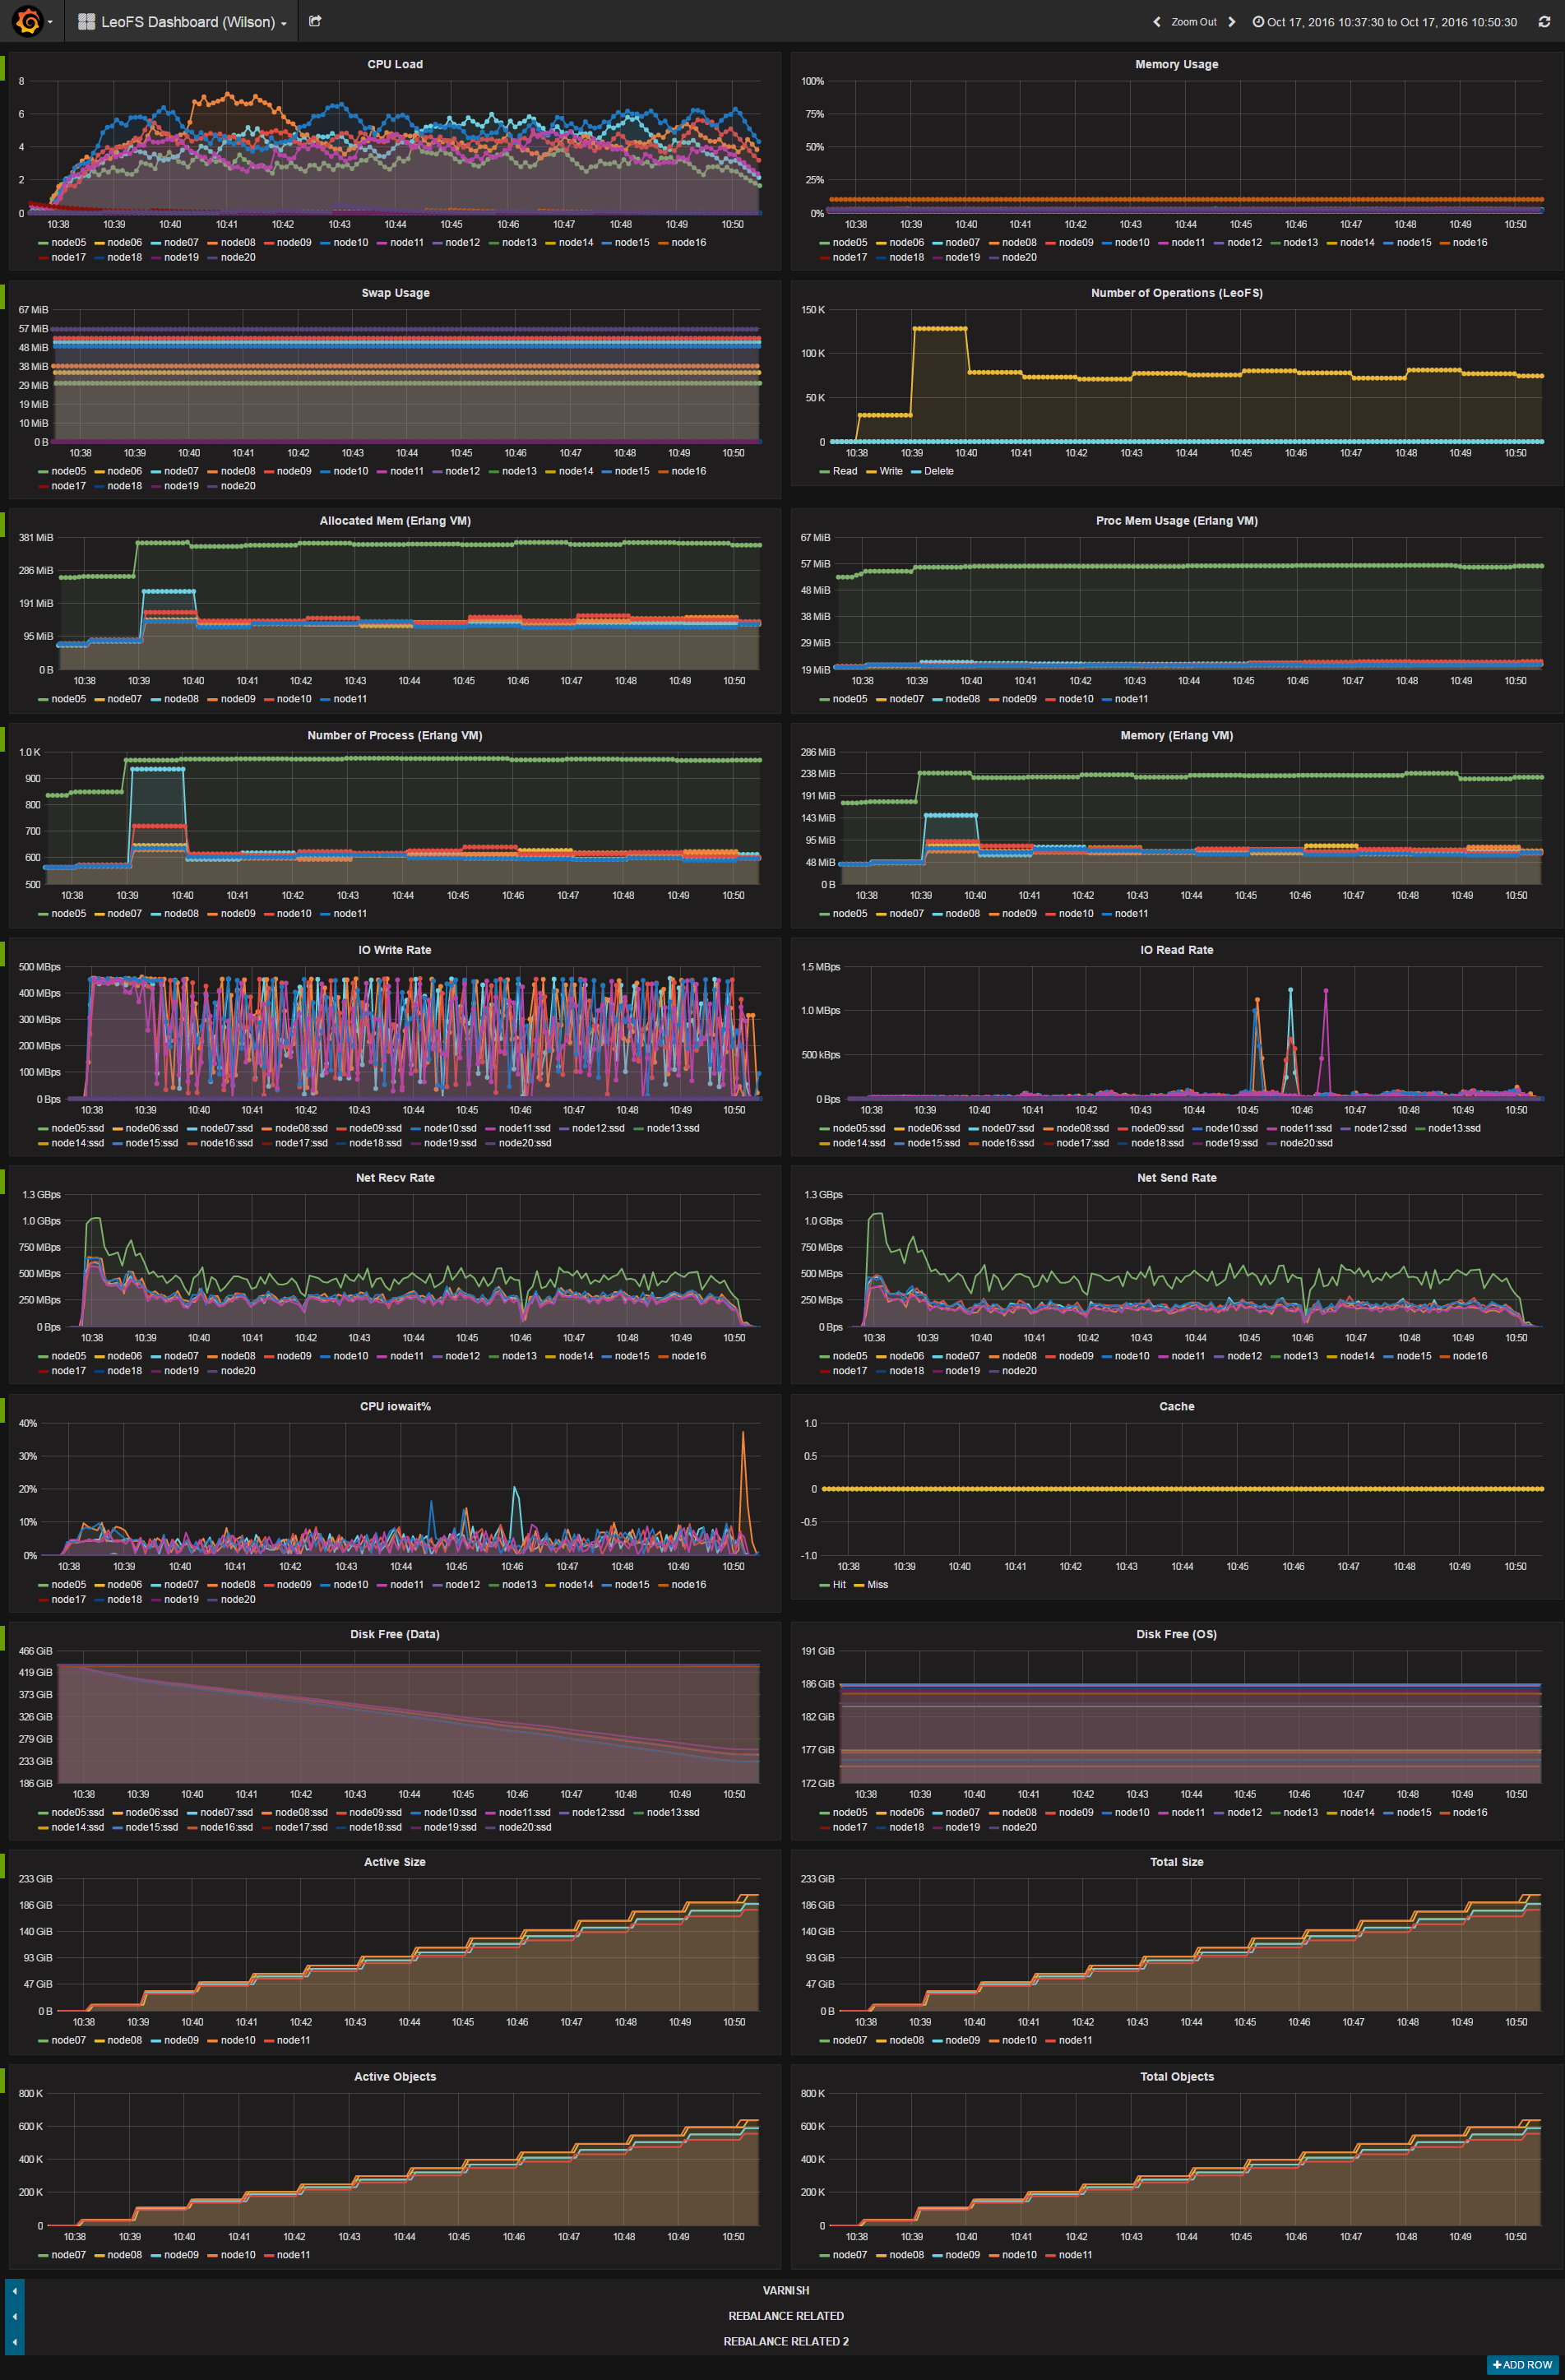 LeoFS Dashboard (Wilson)
Zoom Out
Oct 17, 2016 10:37:30 to Oct 17, 2016 10:50:30
CPU Load
8
6
4
2
0
10:38 10:39 10:40 10:41 10:42 10:43 10:44 10:45 10:46 10:47 10:48 10:49 10:50
node05 node06 node07 node08 node09 node10 node11 node12 node13 node14 node15 node16
node17 node18 node19 node20
Memory Usage
100%
75%
50%
25%
0%
10:38 10:39 10:40 10:41 10:42 10:43 10:44 10:45 10:46 10:47 10:48 10:49 10:50
node05 node06 node07 node08 node09 node10 node11 node12 node13 node14 node15 node16
node17 node18 node19 node20
Swap Usage
67 MiB
57 MiB
48 MiB
38 MiB
29 MiB
19 MiB
10 MiB
0 B
10:38 10:39 10:40 10:41 10:42 10:43 10:44 10:45 10:46 10:47 10:48 10:49 10:50
node05 node06 node07 node08 node09 node10 node11 node12 node13 node14 node15 node16
node17 node18 node19 node20
Number of Operations (LeoFS)
150 K
100 K
50 K
0
10:38 10:39 10:40 10:41 10:42 10:43 10:44 10:45 10:46 10:47 10:48 10:49 10:50
Read Write Delete
Allocated Mem (Erlang VM)
381 MiB
286 MiB
191 MiB
95 MiB
0 B
10:38 10:39 10:40 10:41 10:42 10:43 10:44 10:45 10:46 10:47 10:48 10:49 10:50
node05 node07 node08 node09 node10 node11
Proc Mem Usage (Erlang VM)
67 MiB
57 MiB
48 MiB
38 MiB
29 MiB
19 MiB
10:38 10:39 10:40 10:41 10:42 10:43 10:44 10:45 10:46 10:47 10:48 10:49 10:50
node05 node07 node08 node09 node10 node11
Number of Process (Erlang VM)
1.0 K
900
800
700
600
500
10:38 10:39 10:40 10:41 10:42 10:43 10:44 10:45 10:46 10:47 10:48 10:49 10:50
node05 node07 node08 node09 node10 node11
Memory (Erlang VM)
286 MiB
238 MiB
191 MiB
143 MiB
95 MiB
48 MiB
0 B
10:38 10:39 10:40 10:41 10:42 10:43 10:44 10:45 10:46 10:47 10:48 10:49 10:50
node05 node07 node08 node09 node10 node11
IO Write Rate
500 MBps
400 MBps
300 MBps
200 MBps
100 MBps
0 Bps
10:38 10:39 10:40 10:41 10:42 10:43 10:44 10:45 10:46 10:47 10:48 10:49 10:50
node05:ssd node06:ssd node07:ssd node08:ssd node09:ssd node10:ssd node11:ssd node12:ssd node13:ssd
node14:ssd node15:ssd node16:ssd node17:ssd node18:ssd node19:ssd node20:ssd
IO Read Rate
1.5 MBps
1.0 MBps
500 kBps
0 Bps
10:38 10:39 10:40 10:41 10:42 10:43 10:44 10:45 10:46 10:47 10:48 10:49 10:50
node05:ssd node06:ssd node07:ssd node08:ssd node09:ssd node10:ssd node11:ssd node12:ssd node13:ssd
node14:ssd node15:ssd node16:ssd node17:ssd node18:ssd node19:ssd node20:ssd
Net Recv Rate
1.3 GBps
1.0 GBps
750 MBps
500 MBps
250 MBps
0 Bps
10:38 10:39 10:40 10:41 10:42 10:43 10:44 10:45 10:46 10:47 10:48 10:49 10:50
node05 node06 node07 node08 node09 node10 node11 node12 node13 node14 node15 node16
node17 node18 node19 node20
Net Send Rate
1.3 GBps
1.0 GBps
750 MBps
500 MBps
250 MBps
0 Bps
10:38 10:39 10:40 10:41 10:42 10:43 10:44 10:45 10:46 10:47 10:48 10:49 10:50
node05 node06 node07 node08 node09 node10 node11 node12 node13 node14 node15 node16
node17 node18 node19 node20
CPU iowait%
40%
30%
20%
10%
0%
10:38 10:39 10:40 10:41 10:42 10:43 10:44 10:45 10:46 10:47 10:48 10:49 10:50
node05 node06 node07 node08 node09 node10 node11 node12 node13 node14 node15 node16
node17 node18 node19 node20
Cache
1.0
0.5
0
-0.5
-1.0
10:38 10:39 10:40 10:41 10:42 10:43 10:44 10:45 10:46 10:47 10:48 10:49 10:50
Hit Miss
Disk Free (Data)
466 GiB
419 GiB
373 GiB
326 GiB
279 GiB
233 GiB
186 GiB
10:38 10:39 10:40 10:41 10:42 10:43 10:44 10:45 10:46 10:47 10:48 10:49 10:50
node05:ssd node06:ssd node07:ssd node08:ssd node09:ssd node10:ssd node11:ssd node12:ssd node13:ssd
node14:ssd node15:ssd node16:ssd node17:ssd node18:ssd node19:ssd node20:ssd
Disk Free (OS)
191 GiB
186 GiB
182 GiB
177 GiB
172 GiB
10:38 10:39 10:40 10:41 10:42 10:43 10:44 10:45 10:46 10:47 10:48 10:49 10:50
node05 node06 node07 node08 node09 node10 node11 node12 node13 node14 node15 node16
node17 node18 node19 node20
Active Size
233 GiB
186 GiB
140 GiB
93 GiB
47 GiB
0 B
10:38 10:39 10:40 10:41 10:42 10:43 10:44 10:45 10:46 10:47 10:48 10:49 10:50
node07 node08 node09 node10 node11
Total Size
233 GiB
186 GiB
140 GiB
93 GiB
47 GiB
0 B
10:38 10:39 10:40 10:41 10:42 10:43 10:44 10:45 10:46 10:47 10:48 10:49 10:50
node07 node08 node09 node10 node11
Active Objects
800 K
600 K
400 K
200 K
0
10:38 10:39 10:40 10:41 10:42 10:43 10:44 10:45 10:46 10:47 10:48 10:49 10:50
node07 node08 node09 node10 node11
Total Objects
800 K
600 K
400 K
200 K
0
10:38 10:39 10:40 10:41 10:42 10:43 10:44 10:45 10:46 10:47 10:48 10:49 10:50
node07 node08 node09 node10 node11
VARNISH
REBALANCE RELATED
REBALANCE RELATED 2
+ ADD ROW